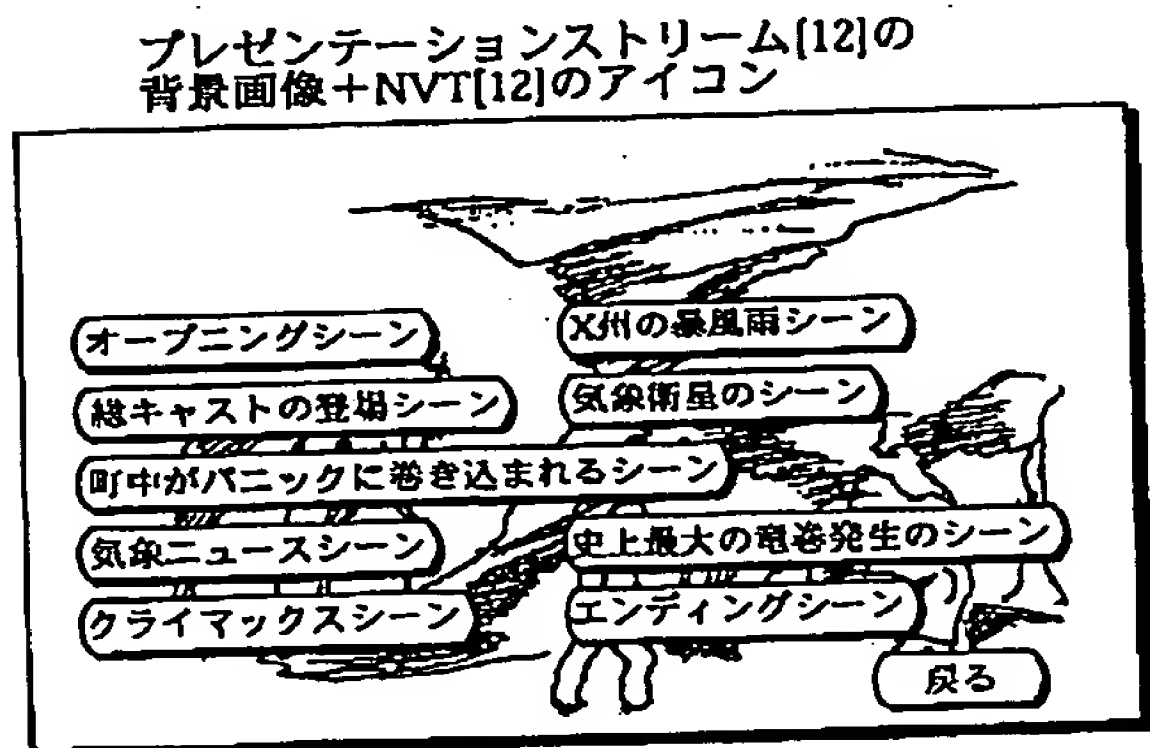 プレゼンテーションストリーム[12]の
背景画像+NVT[12]のアイコン
オープニングシーン
X州の暴風雨シーン
総キャストの登場シーン
気象衛星のシーン
町中がパニックに巻き込まれるシーン
気象ニュースシーン
史上最大の竜巻発生のシーン
クライマックスシーン
エンディングシーン
戻る